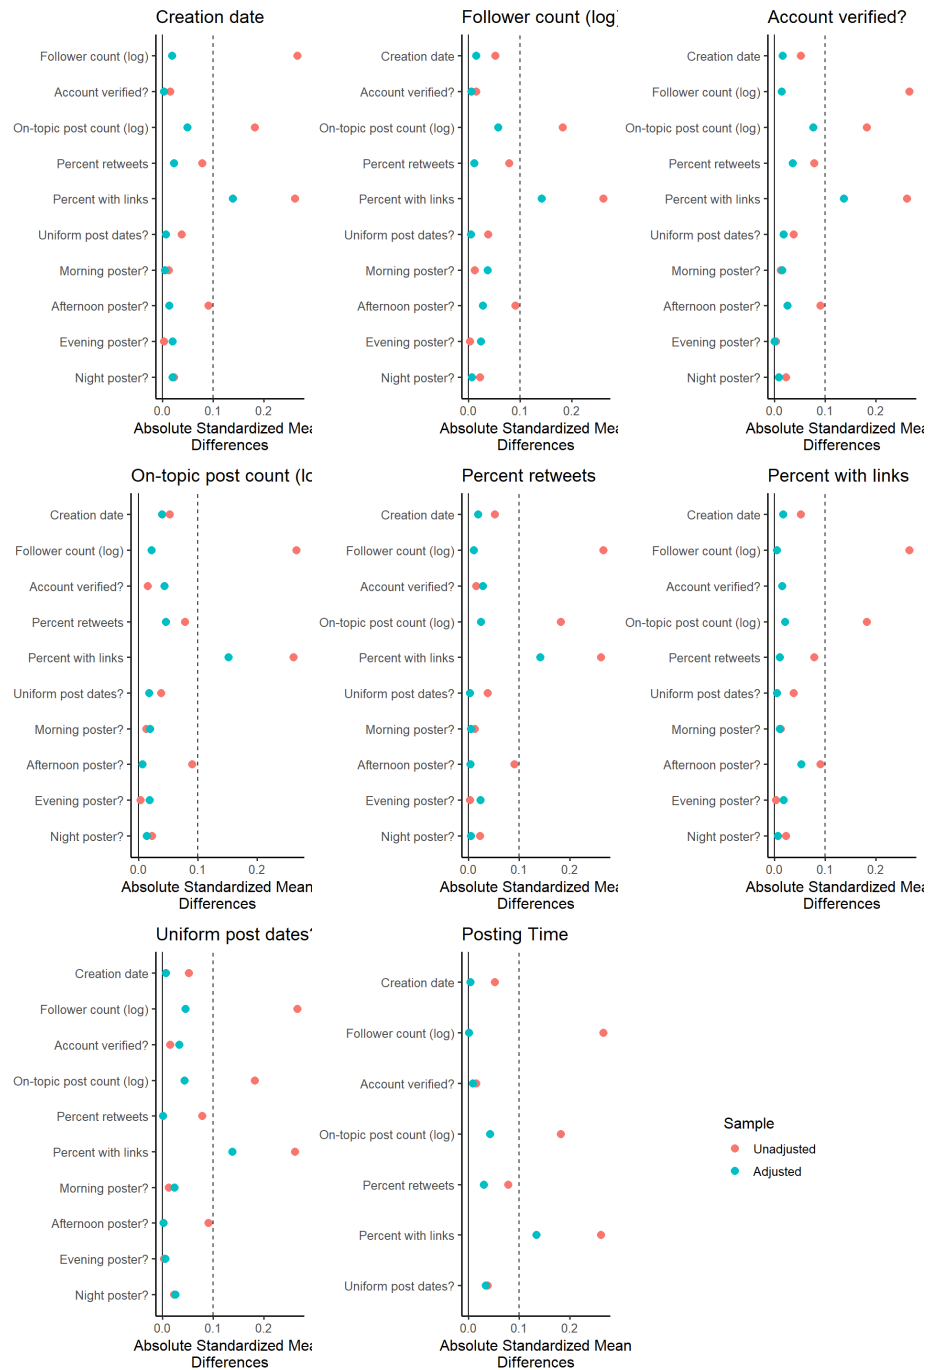 Creation date
Follower count (log)
Account verified?
On-topic post count (log)
Percent retweets
Percent with links
Uniform post dates?
Morning poster?
Afternoon poster?
Evening poster?
Night poster?
0.0 0.1 0.2
Absolute Standardized Mea
Differences
Follower count (log)
Creation date
Account verified?
On-topic post count (log)
Percent retweets
Percent with links
Uniform post dates?
Morning poster?
Afternoon poster?
Evening poster?
Night poster?
0.0 0.1 0.2
Absolute Standardized Mea
Differences
Account verified?
Creation date
Follower count (log)
On-topic post count (log)
Percent retweets
Percent with links
Uniform post dates?
Morning poster?
Afternoon poster?
Evening poster?
Night poster?
0.0 0.1 0.2
Absolute Standardized Mea
Differences
On-topic post count (lo
Creation date
Follower count (log)
Account verified?
Percent retweets
Percent with links
Uniform post dates?
Morning poster?
Afternoon poster?
Evening poster?
Night poster?
0.0 0.1 0.2
Absolute Standardized Mean
Differences
Percent retweets
Creation date
Follower count (log)
Account verified?
On-topic post count (log)
Percent with links
Uniform post dates?
Morning poster?
Afternoon poster?
Evening poster?
Night poster?
0.0 0.1 0.2
Absolute Standardized Mea
Differences
Percent with links
Creation date
Follower count (log)
Account verified?
On-topic post count (log)
Percent retweets
Uniform post dates?
Morning poster?
Afternoon poster?
Evening poster?
Night poster?
0.0 0.1 0.2
Absolute Standardized Mea
Differences
Uniform post dates?
Creation date
Follower count (log)
Account verified?
On-topic post count (log)
Percent retweets
Percent with links
Morning poster?
Afternoon poster?
Evening poster?
Night poster?
0.0 0.1 0.2
Absolute Standardized Mea
Differences
Posting Time
Creation date
Follower count (log)
Account verified?
On-topic post count (log)
Percent retweets
Percent with links
Uniform post dates?
0.0 0.1 0.2
Absolute Standardized Mean
Differences
Sample
Unadjusted
Adjusted